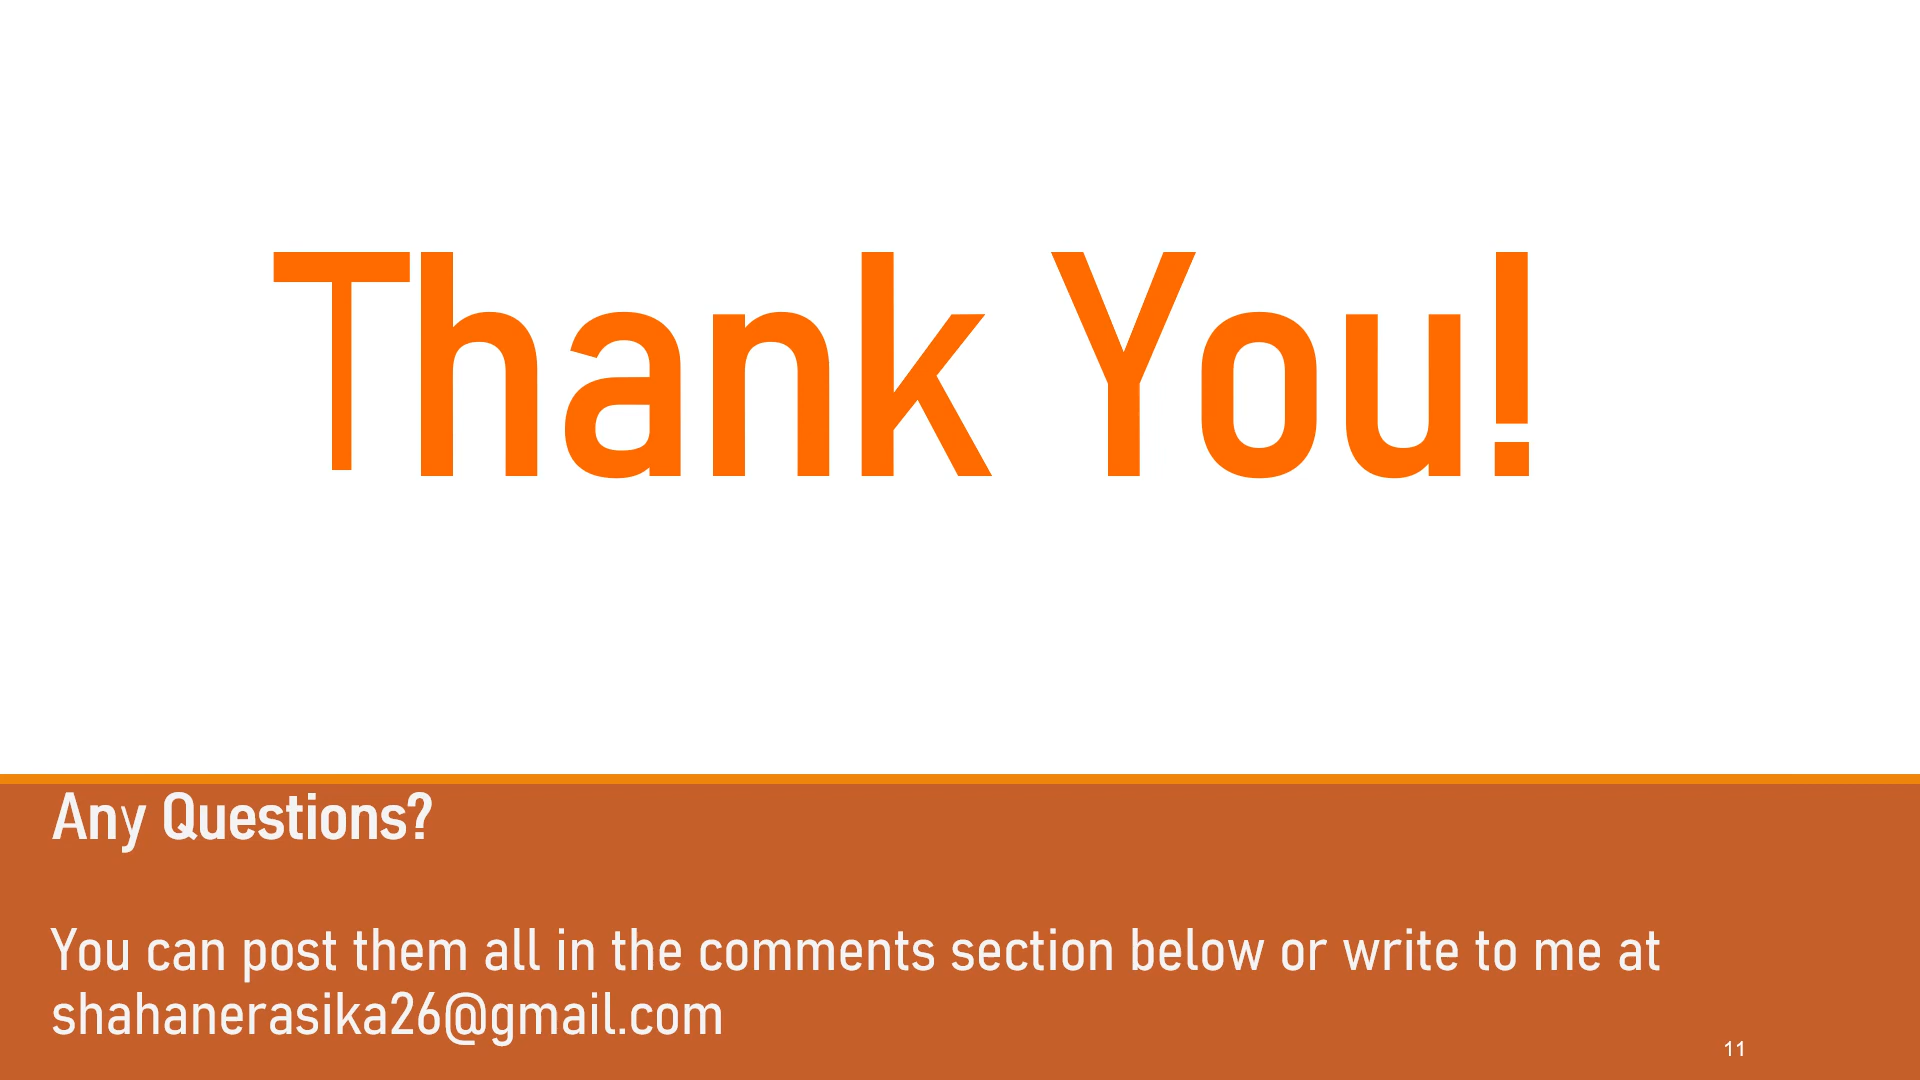 Thank You!
Any Questions?
You can post them all in the comments section below or write to me at
shahanerasika26@gmail.com
11